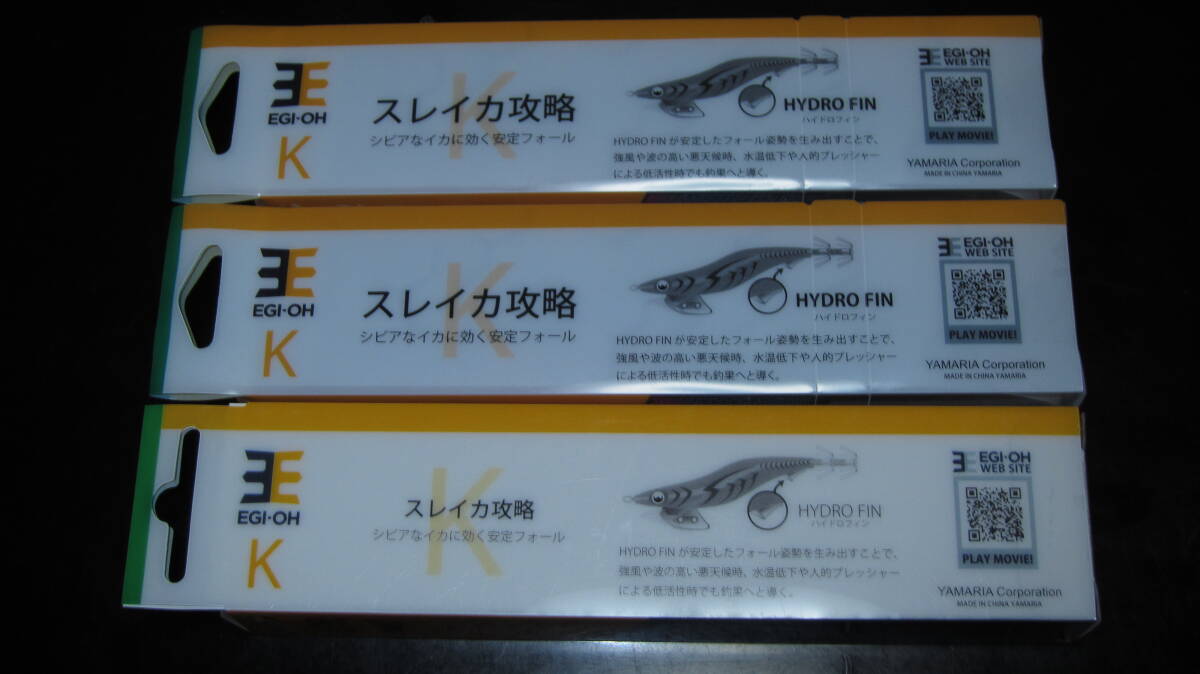 EGI-OH
K
K
スレイカ攻略
シビアなイカに効く安定フォール
HYDRO FIN
ハイドロフィン
HYDRO FINが安定したフォール姿勢を生み出すことで、
強風や波の高い悪天候時、水温低下や人的プレッシャー
による低活性時でも釣果へと導く。
EGI-OH
WEB SITE
PLAY MOVIE!
YAMARIA Corporation
MADE IN CHINA YAMARIA
EGI-OH
K
K
スレイカ攻略
シビアなイカに効く安定フォール
HYDRO FIN
ハイドロフィン
HYDRO FINが安定したフォール姿勢を生み出すことで、
強風や波の高い悪天候時、水温低下や人的プレッシャー
による低活性時でも釣果へと導く。
EGI-OH
WEB SITE
PLAY MOVIE!
YAMARIA Corporation
MADE IN CHINA YAMARIA
EGI-OH
K
K
スレイカ攻略
シビアなイカに効く安定フォール
HYDRO FIN
ハイドロフィン
HYDRO FINが安定したフォール姿勢を生み出すことで、
強風や波の高い悪天候時、水温低下や人的プレッシャー
による低活性時でも釣果へと導く。
EGI-OH
WEB SITE
PLAY MOVIE!
YAMARIA Corporation
MADE IN CHINA YAMARIA